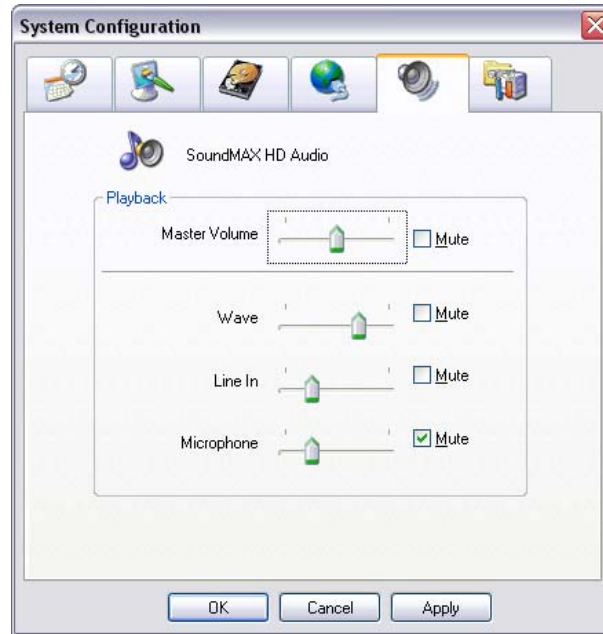 System Configuration
SoundMAX HD Audio
Playback
Master Volume Mute
Wave Mute
Line In Mute
Microphone Mute
OK Cancel Apply